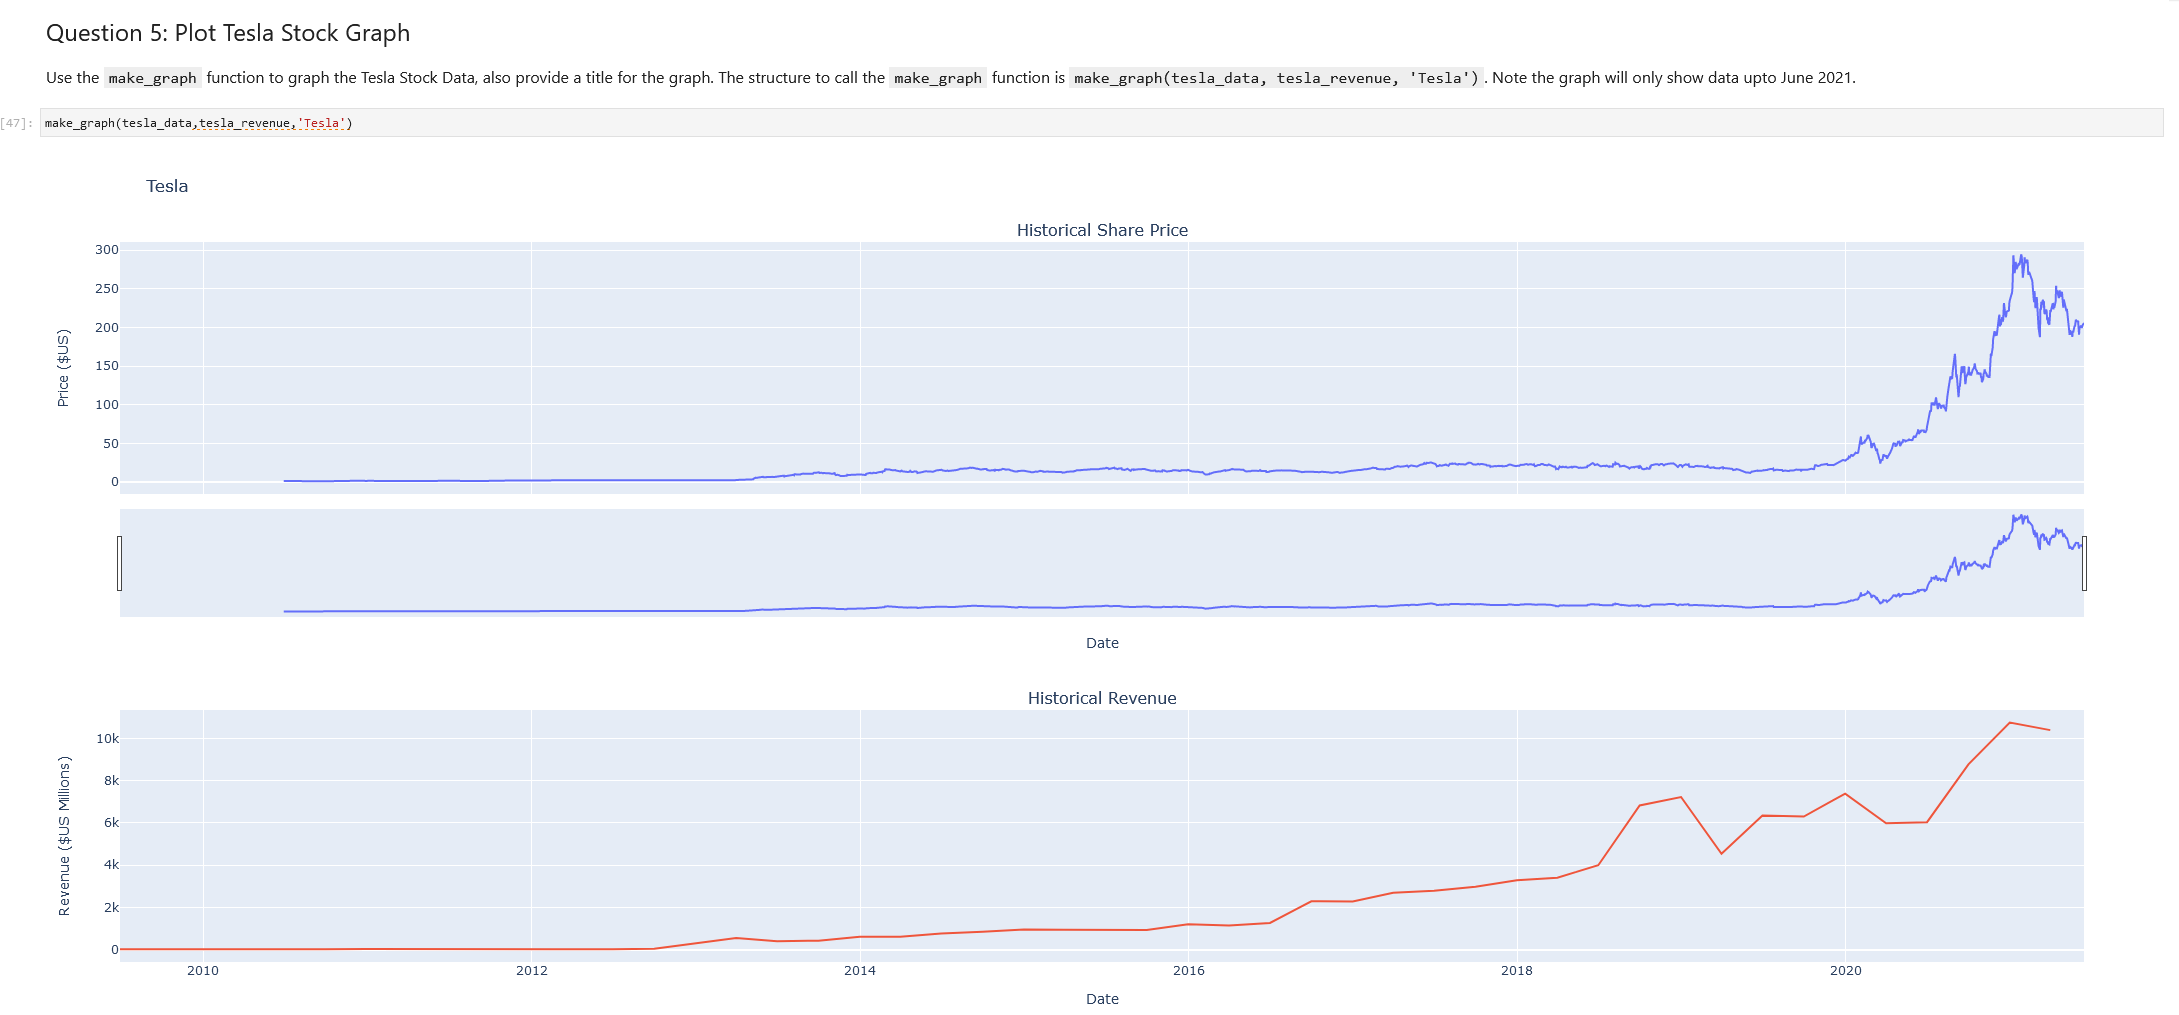 Question 5: Plot Tesla Stock Graph
Use the make_graph function to graph the Tesla Stock Data, also provide a title for the graph. The structure to call the make_graph function is make_graph(tesla_data, tesla_revenue, 'Tesla') . Note the graph will only show data upto June 2021.
[47]: make_graph(tesla_data,tesla_revenue,'Tesla')
Tesla
Historical Share Price
Price ($US)
300
250
200
150
100
50
0
Date
Historical Revenue
Revenue ($US Millions)
10k
8k
6k
4k
2k
0
2010 2012 2014 2016 2018 2020
Date